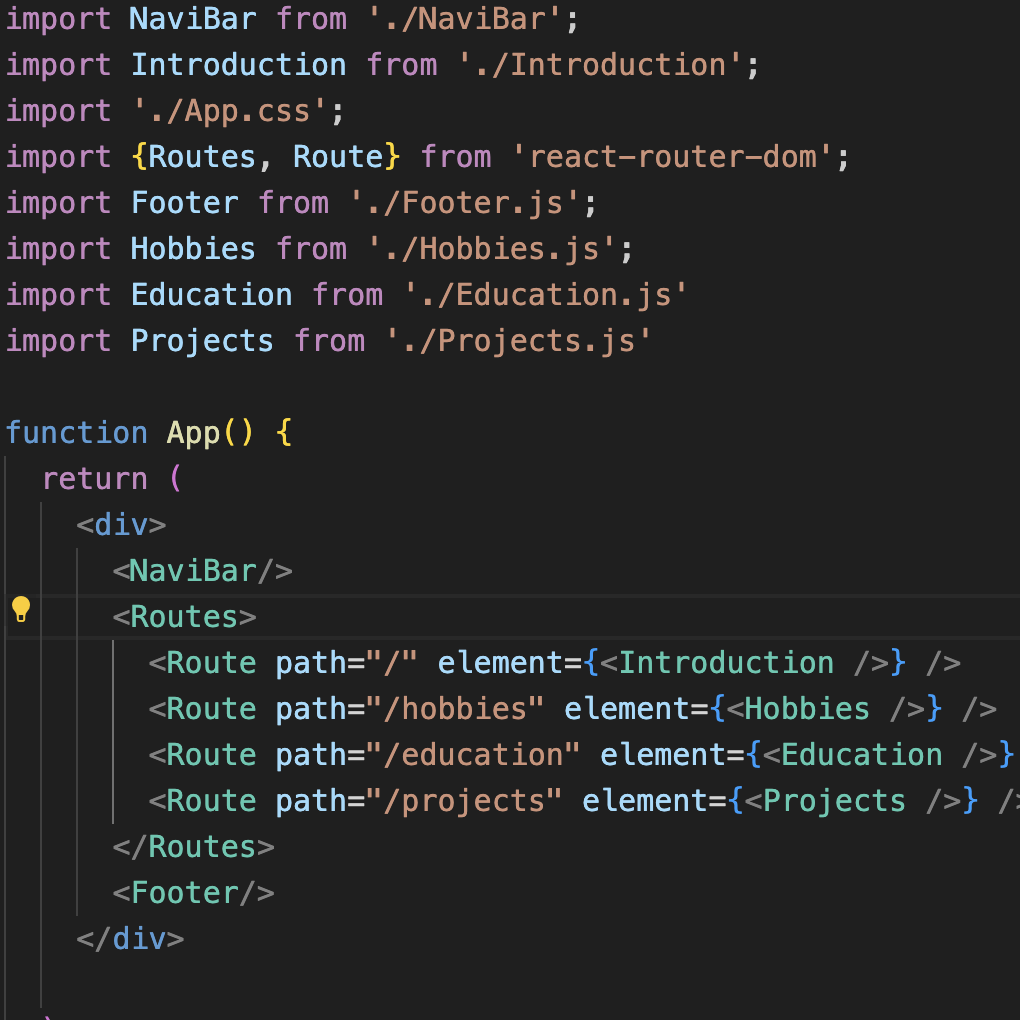 import NaviBar from './NaviBar';
import Introduction from './Introduction';
import './App.css';
import {Routes, Route} from 'react-router-dom';
import Footer from './Footer.js';
import Hobbies from './Hobbies.js';
import Education from './Education.js'
import Projects from './Projects.js'

function App() {
  return (
    <div>
      <NaviBar/>
      <Routes>
        <Route path="/" element={<Introduction />} />
        <Route path="/hobbies" element={<Hobbies />} />
        <Route path="/education" element={<Education />}
        <Route path="/projects" element={<Projects />} />
      </Routes>
      <Footer/>
    </div>